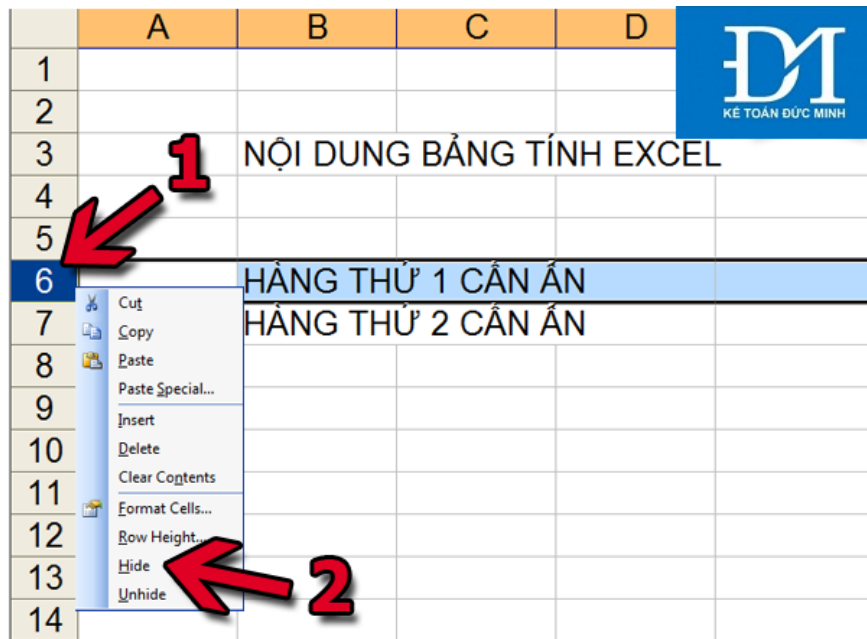 A B C D
ĐM
KẾ TOÁN ĐỨC MINH
1
2
3 NỘI DUNG BẢNG TÍNH EXCEL
1
4
5
6 HÀNG THỨ 1 CẦN ẨN
7 HÀNG THỨ 2 CẦN ẨN
8
9
10
11
12
13
14
Cut
Copy
Paste
Paste Special...
Insert
Delete
Clear Contents
Format Cells...
Row Height...
Hide
Unhide
2